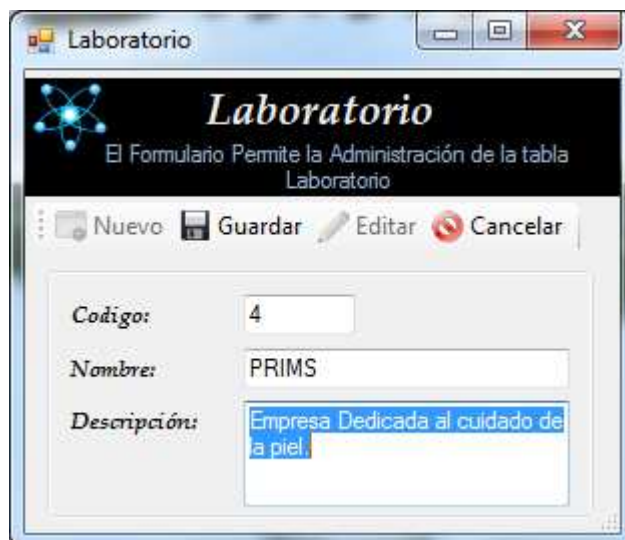 Laboratorio
Laboratorio
El Formulario Permite la Administración de la tabla
Laboratorio
Nuevo Guardar Editar Cancelar
Codigo: 4
Nombre: PRIMS
Descripción: Empresa Dedicada al cuidado de
la piel.